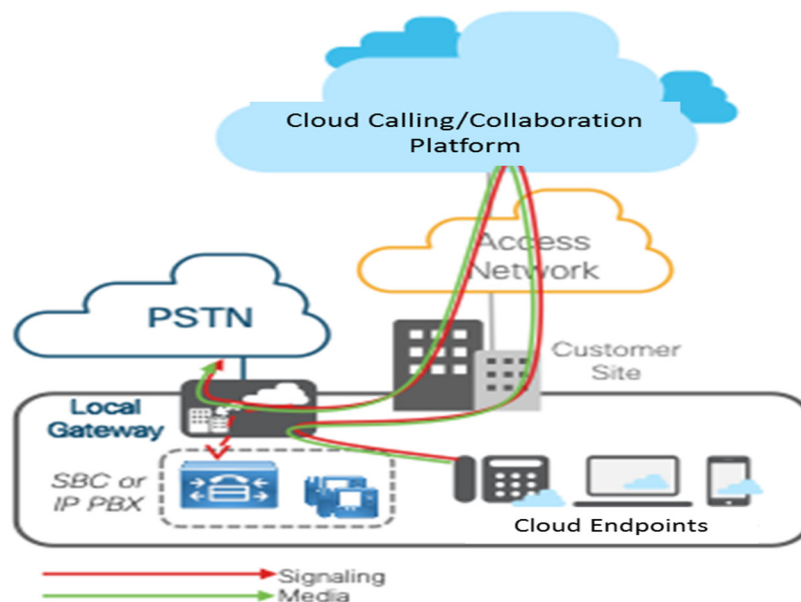 Cloud Calling/Collaboration
Platform
Access
Network
PSTN
Customer
Site
Local
Gateway
SBC or
IP PBX
Cloud Endpoints
Signaling
Media